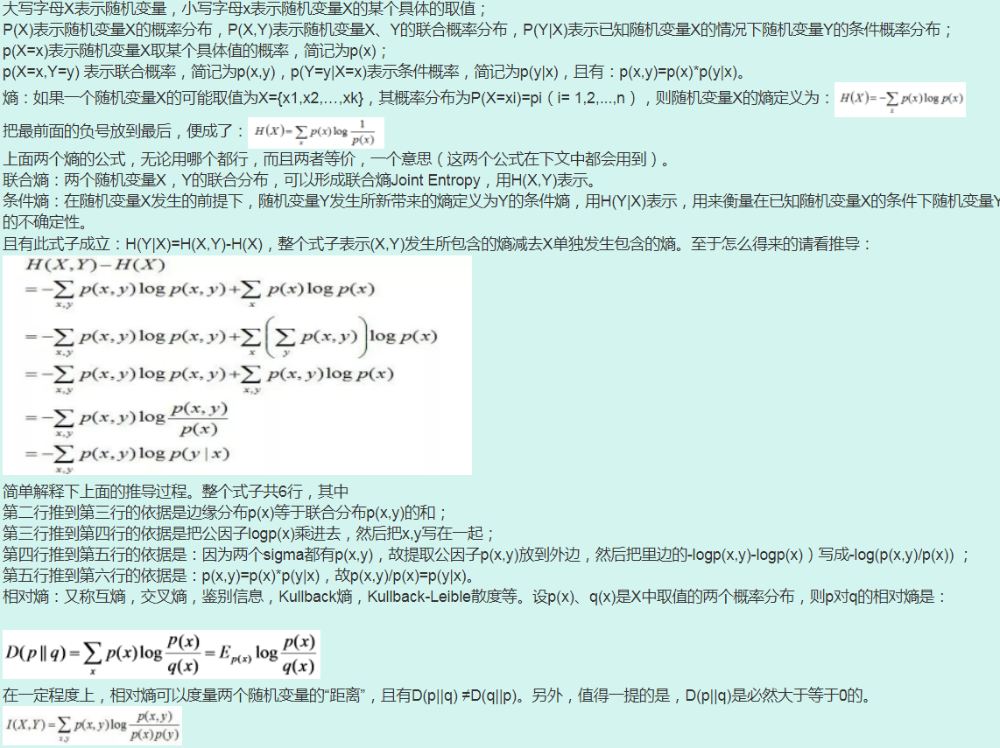 大写字母X表示随机变量，小写字母x表示随机变量X的某个具体的取值；
P(X)表示随机变量X的概率分布，P(X,Y)表示随机变量X、Y的联合概率分布，P(Y|X)表示已知随机变量X的情况下随机变量Y的条件概率分布；
p(X=x)表示随机变量X取某个具体值的概率，简记为p(x)；
p(X=x,Y=y) 表示联合概率，简记为p(x,y)，p(Y=y|X=x)表示条件概率，简记为p(y|x)，且有：p(x,y)=p(x)*p(y|x)。
熵：如果一个随机变量X的可能取值为X={x1,x2,…,xk}，其概率分布为P(X=xi)=pi（i= 1,2,...,n），则随机变量X的熵定义为： H(X)=-∑x p(x)log p(x)
把最前面的负号放到最后，便成了： H(X)=∑x p(x)log 1/p(x)
上面两个熵的公式，无论用哪个都行，而且两者等价，一个意思（这两个公式在下文中都会用到）。
联合熵：两个随机变量X，Y的联合分布，可以形成联合熵Joint Entropy，用H(X,Y)表示。
条件熵：在随机变量X发生的前提下，随机变量Y发生所新带来的熵定义为Y的条件熵，用H(Y|X)表示，用来衡量在已知随机变量X的条件下随机变量Y
的不确定性。
且有此式子成立：H(Y|X)=H(X,Y)-H(X)，整个式子表示(X,Y)发生所包含的熵减去X单独发生包含的熵。至于怎么得来的请看推导：
H(X,Y)-H(X)
=-∑x,y p(x,y)log p(x,y)+∑x p(x)log p(x)
=-∑x,y p(x,y)log p(x,y)+∑x(∑y p(x,y))log p(x)
=-∑x,y p(x,y)log p(x,y)+∑x,y p(x,y)log p(x)
=-∑x,y p(x,y)log p(x,y)/p(x)
=-∑x,y p(x,y)log p(y|x)
简单解释下上面的推导过程。整个式子共6行，其中
第二行推到第三行的依据是边缘分布p(x)等于联合分布p(x,y)的和；
第三行推到第四行的依据是把公因子logp(x)乘进去，然后把x,y写在一起；
第四行推到第五行的依据是：因为两个sigma都有p(x,y)，故提取公因子p(x,y)放到外边，然后把里边的-logp(x,y)-logp(x)）写成-log(p(x,y)/p(x)) ；
第五行推到第六行的依据是：p(x,y)=p(x)*p(y|x)，故p(x,y)/p(x)=p(y|x)。
相对熵：又称互熵，交叉熵，鉴别信息，Kullback熵，Kullback-Leible散度等。设p(x)、q(x)是X中取值的两个概率分布，则p对q的相对熵是：
D(p||q)=∑x p(x)log p(x)/q(x)=Ep(x) log p(x)/q(x)
在一定程度上，相对熵可以度量两个随机变量的“距离”，且有D(p||q) ≠D(q||p)。另外，值得一提的是，D(p||q)是必然大于等于0的。
I(X,Y)=∑x,y p(x,y)log p(x,y)/p(x)p(y)